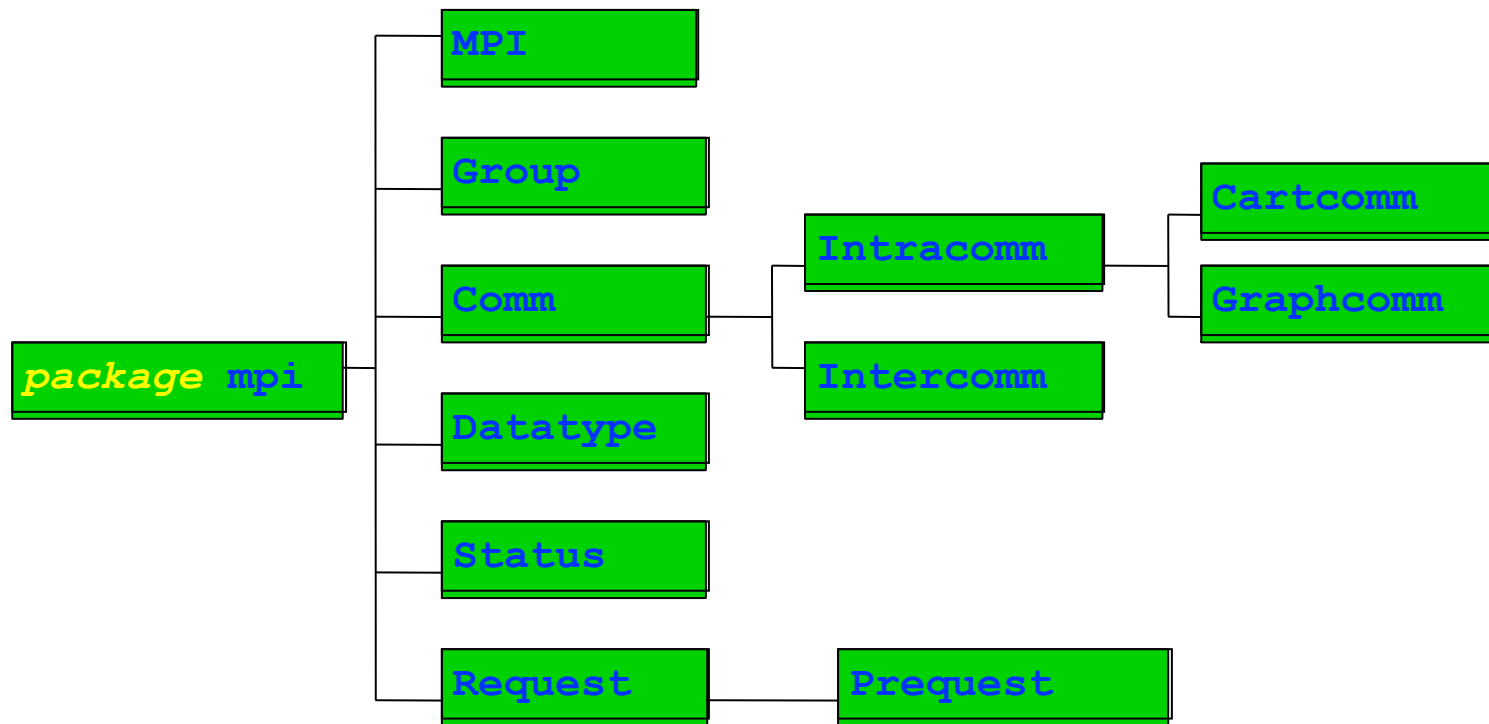 MPI
Group
Cartcomm
Intracomm
Comm
Graphcomm
package mpi
Intercomm
Datatype
Status
Request
Prequest